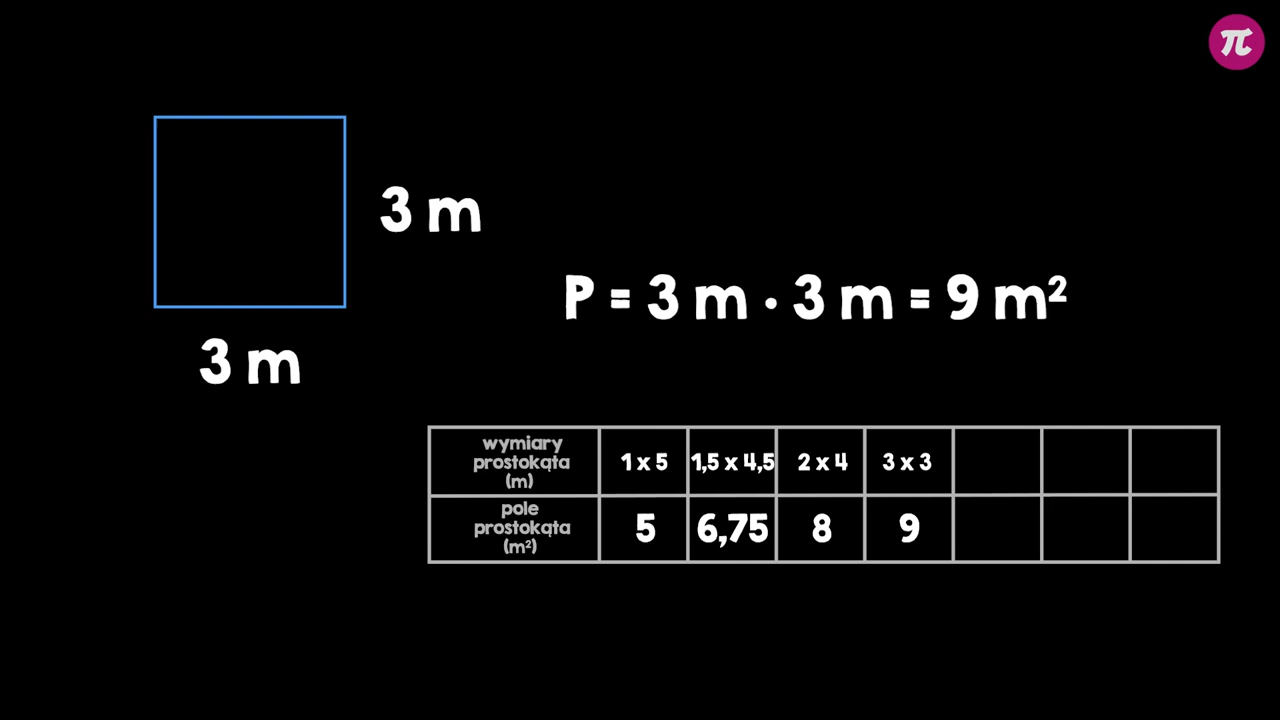 π
3 m
P = 3 m · 3 m = 9 m²
3 m
wymiary prostokąta (m) 1 x 5 1,5 x 4,5 2 x 4 3 x 3
pole prostokąta (m²) 5 6,75 8 9